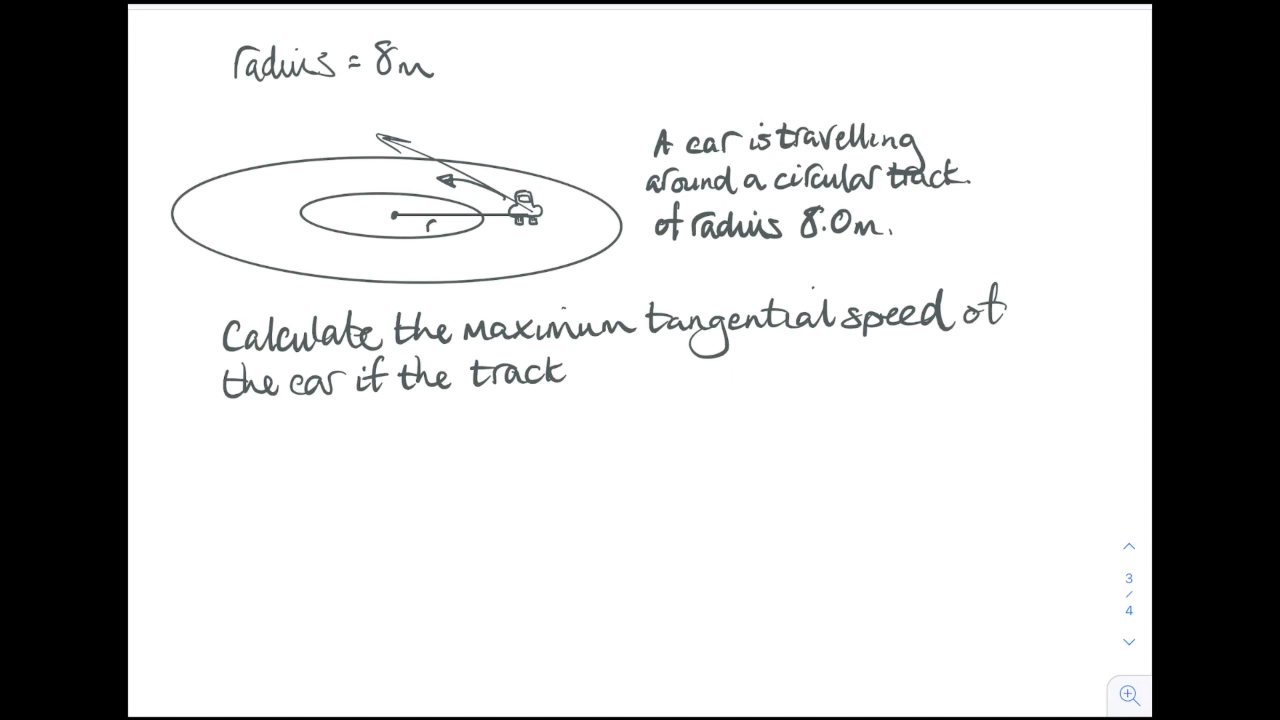 radius = 8m
A car is travelling
around a circular track.
of radius 8.0m.
r
Calculate the maximum tangential speed of
the car if the track
3
/
4